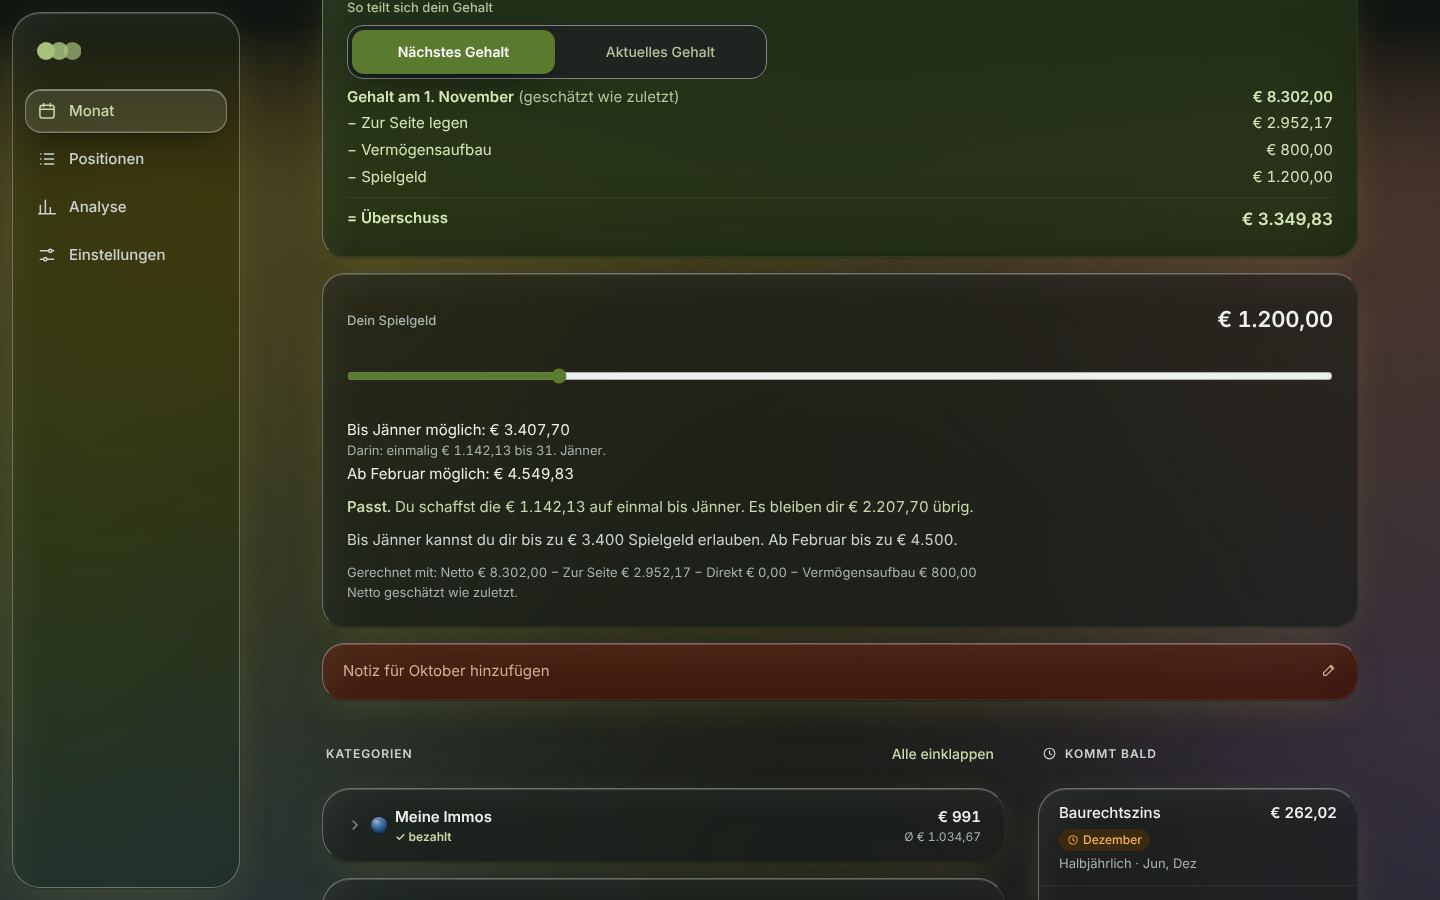 Monat
Positionen
Analyse
Einstellungen
So teilt sich dein Gehalt
Nächstes Gehalt
Aktuelles Gehalt
Gehalt am 1. November (geschätzt wie zuletzt) € 8.302,00
− Zur Seite legen € 2.952,17
− Vermögensaufbau € 800,00
− Spielgeld € 1.200,00
= Überschuss € 3.349,83
Dein Spielgeld € 1.200,00
Bis Jänner möglich: € 3.407,70
Darin: einmalig € 1.142,13 bis 31. Jänner.
Ab Februar möglich: € 4.549,83
Passt. Du schaffst die € 1.142,13 auf einmal bis Jänner. Es bleiben dir € 2.207,70 übrig.
Bis Jänner kannst du dir bis zu € 3.400 Spielgeld erlauben. Ab Februar bis zu € 4.500.
Gerechnet mit: Netto € 8.302,00 − Zur Seite € 2.952,17 − Direkt € 0,00 − Vermögensaufbau € 800,00
Netto geschätzt wie zuletzt.
Notiz für Oktober hinzufügen
KATEGORIEN
Alle einklappen
Meine Immos € 991
✓ bezahlt Ø € 1.034,67
KOMMT BALD
Baurechtszins € 262,02
Dezember
Halbjährlich · Jun, Dez